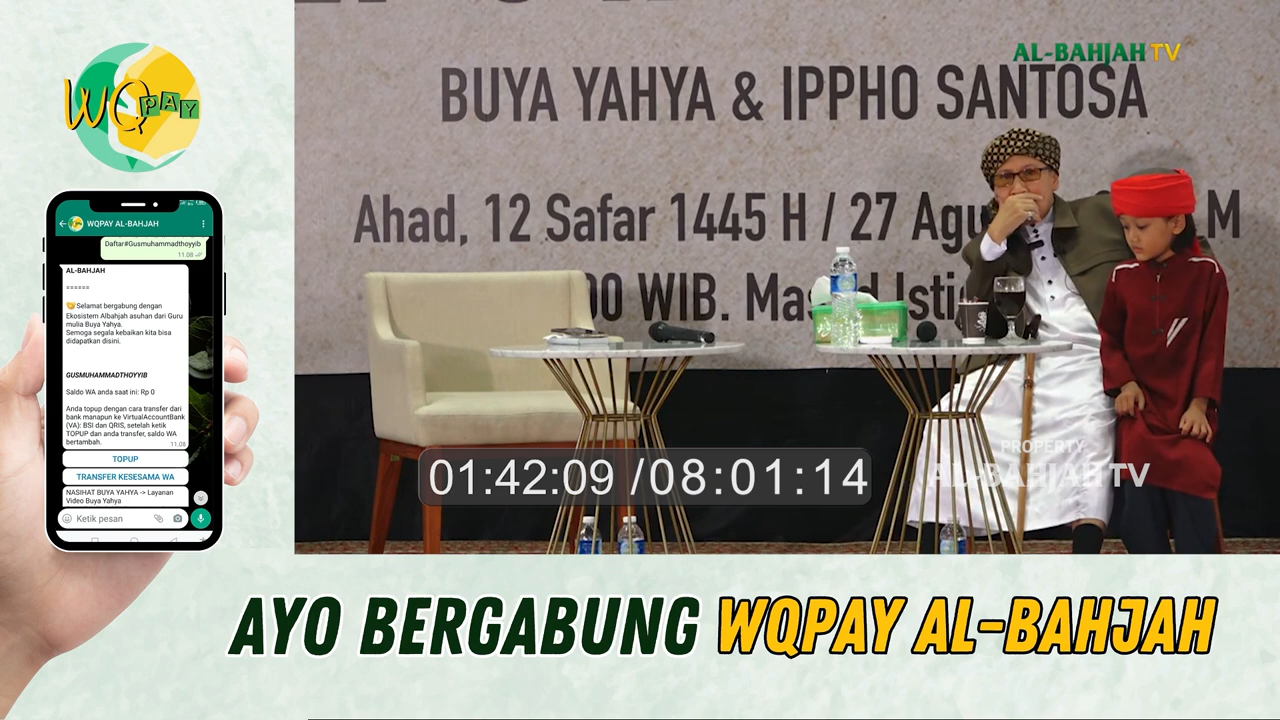 WQPAY
AL-BAHJAH TV
BUYA YAHYA & IPPHO SANTOSA
Ahad, 12 Safar 1445 H / 27 Agu M
00 WIB. Mas Isti
PROPERTY
AL-BAHJAH TV
01:42:09 /08:01:14
WQPAY AL-BAHJAH
Daftar#Gusmuhammadthoyyib
11.08
AL-BAHJAH
======
Selamat bergabung dengan
Ekosistem Albahjah asuhan dari Guru
mulia Buya Yahya.
Semoga segala kebaikan kita bisa
didapatkan disini.
GUSMUHAMMADTHOYYIB
Saldo WA anda saat ini: Rp 0
Anda topup dengan cara transfer dari
bank manapun ke VirtualAccountBank
(VA): BSI dan QRIS, setelah ketik
TOPUP dan anda transfer, saldo WA
bertambah.
11.08
TOPUP
TRANSFER KESESAMA WA
NASIHAT BUYA YAHYA -> Layanan
Video Buya Yahya
Ketik pesan
AYO BERGABUNG WQPAY AL-BAHJAH